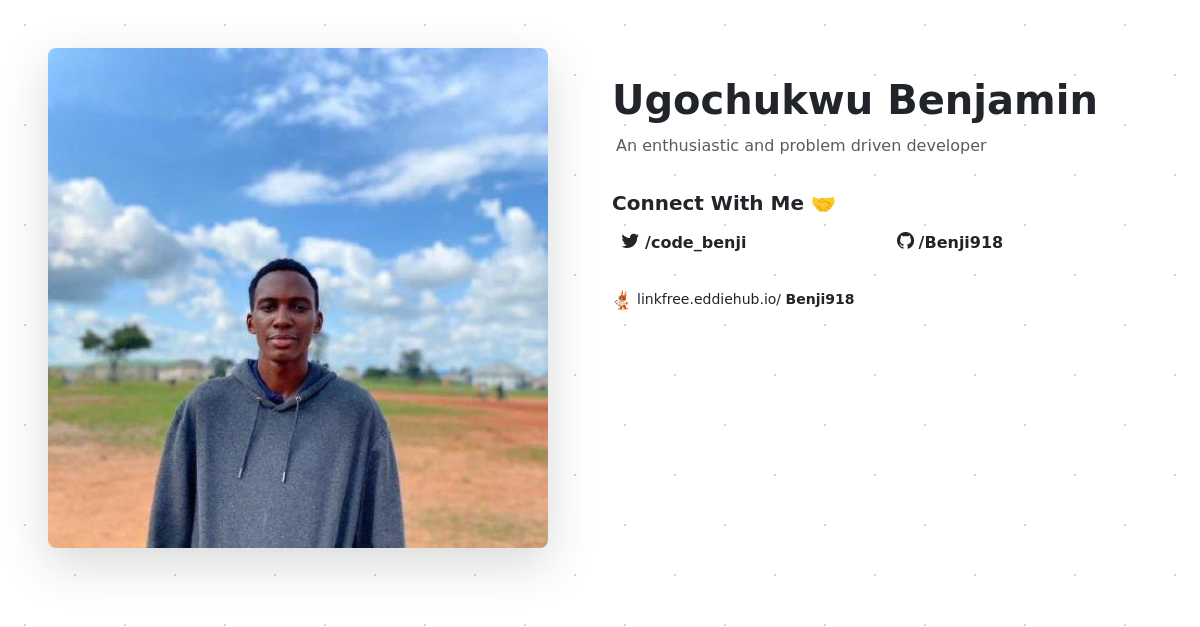 Ugochukwu Benjamin
An enthusiastic and problem driven developer
Connect With Me 🤝
/code_benji
/Benji918
linkfree.eddiehub.io/ Benji918